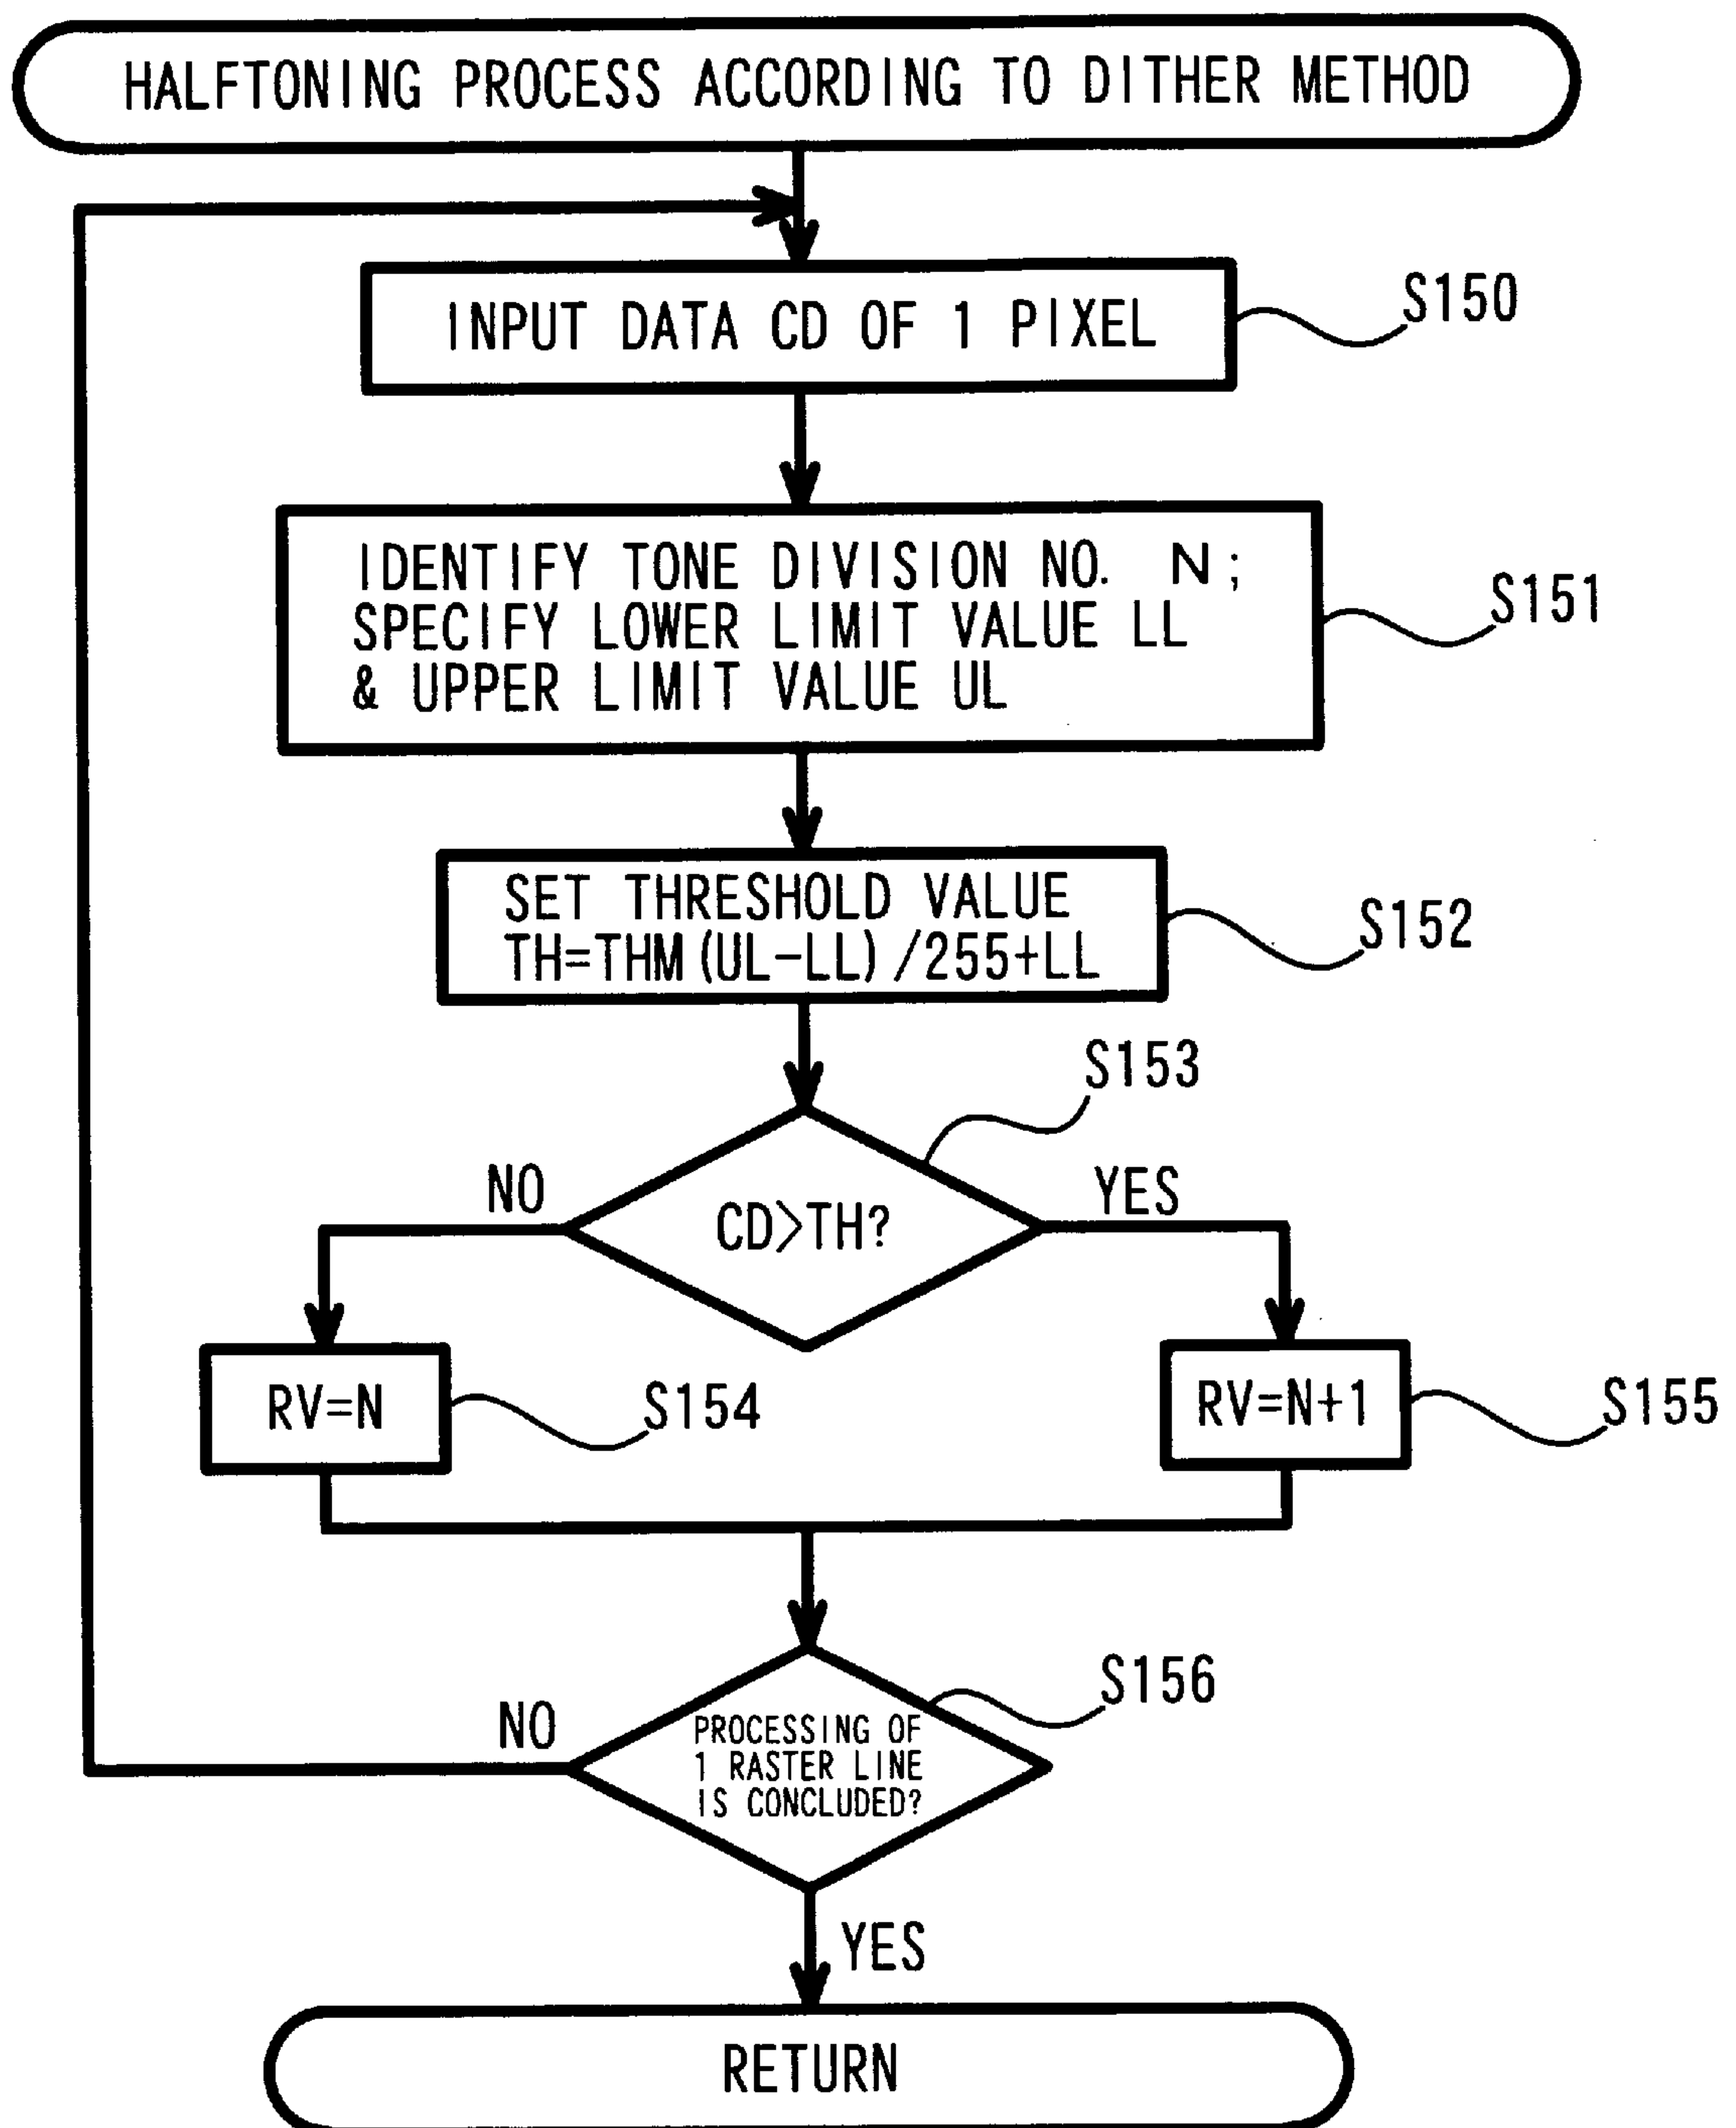 HALFTONING PROCESS ACCORDING TO DITHER METHOD
INPUT DATA CD OF 1 PIXEL
S150
IDENTIFY TONE DIVISION NO. N;
SPECIFY LOWER LIMIT VALUE LL
& UPPER LIMIT VALUE UL
S151
SET THRESHOLD VALUE
TH=THM(UL-LL)/255+LL
S152
S153
NO
CD>TH?
YES
RV=N
S154
RV=N+1
S155
S156
NO
PROCESSING OF
1 RASTER LINE
IS CONCLUDED?
YES
RETURN